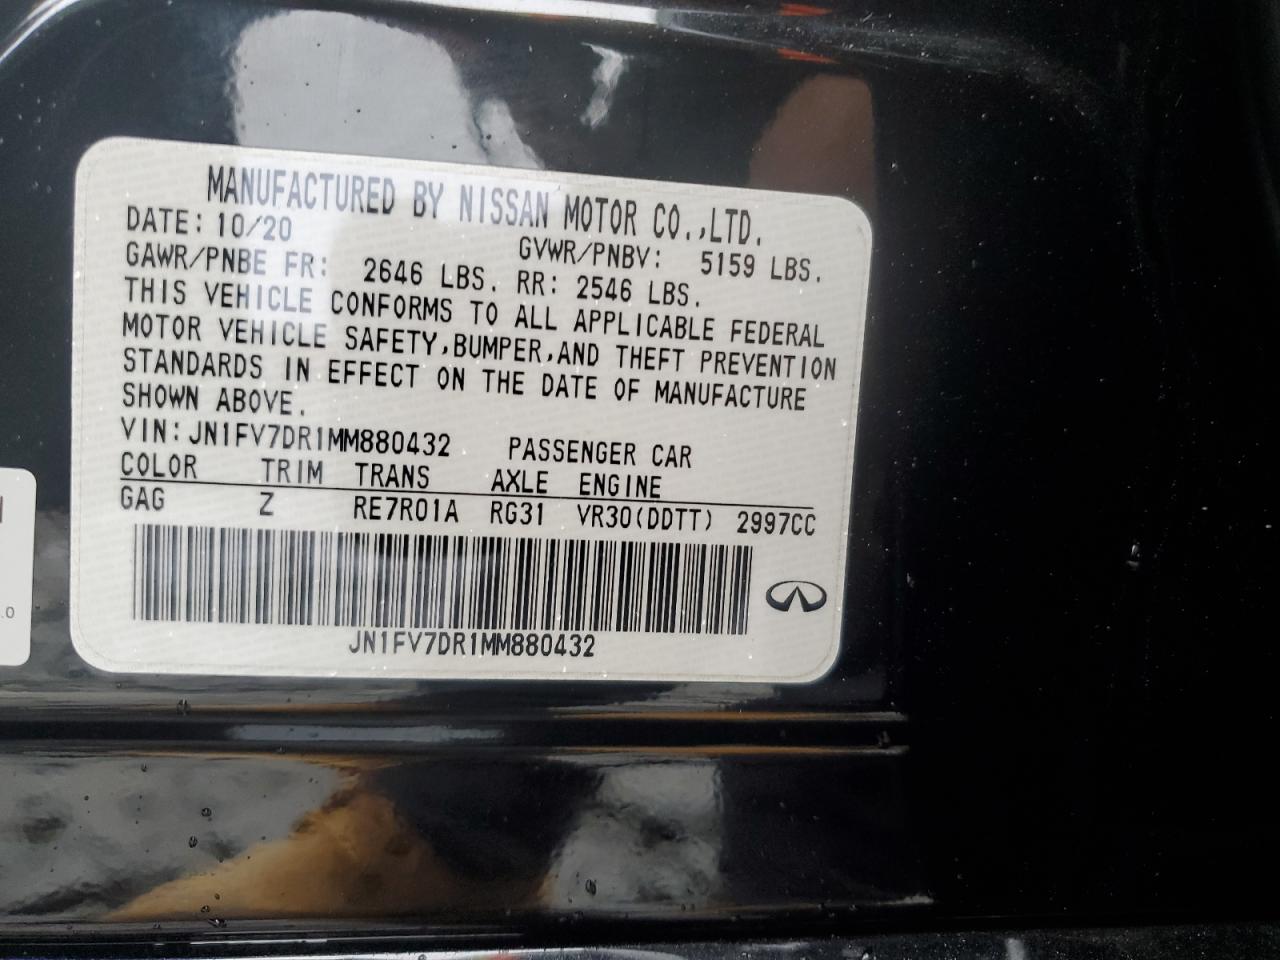 MANUFACTURED BY NISSAN MOTOR CO.,LTD.
DATE: 10/20 GVWR/PNBV: 5159 LBS.
GAWR/PNBE FR: 2646 LBS. RR: 2546 LBS.
THIS VEHICLE CONFORMS TO ALL APPLICABLE FEDERAL
MOTOR VEHICLE SAFETY,BUMPER,AND THEFT PREVENTION
STANDARDS IN EFFECT ON THE DATE OF MANUFACTURE
SHOWN ABOVE.
VIN:JN1FV7DR1MM880432 PASSENGER CAR
COLOR TRIM TRANS AXLE ENGINE
GAG Z RE7R01A RG31 VR30(DDTT) 2997CC
JN1FV7DR1MM880432
.0